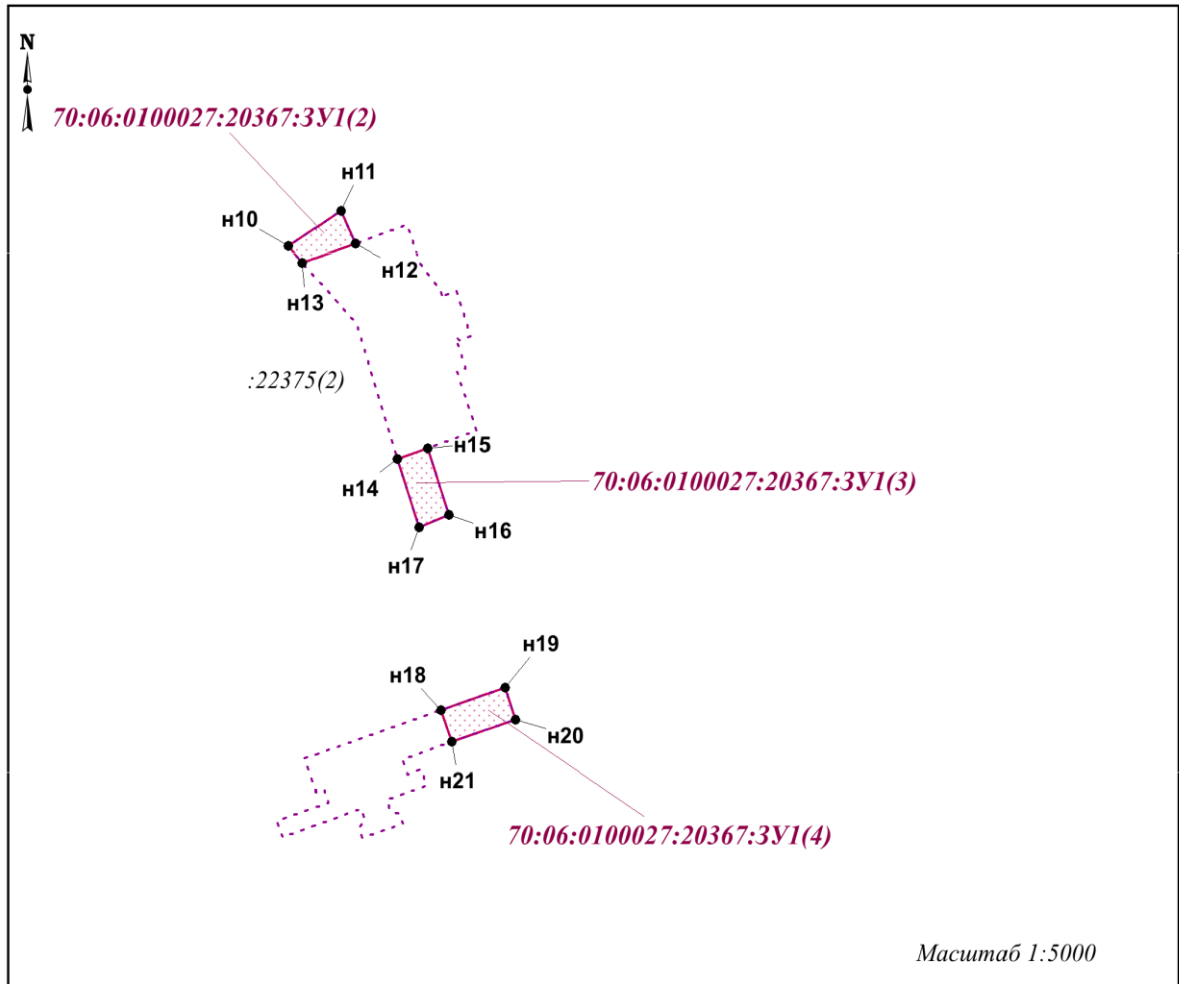 N
70:06:0100027:20367:ЗУ1(2)
н11
н10
н12
н13
:22375(2)
н15
н14
70:06:0100027:20367:ЗУ1(3)
н16
н17
н19
н18
н20
н21
70:06:0100027:20367:ЗУ1(4)
Масштаб 1:5000